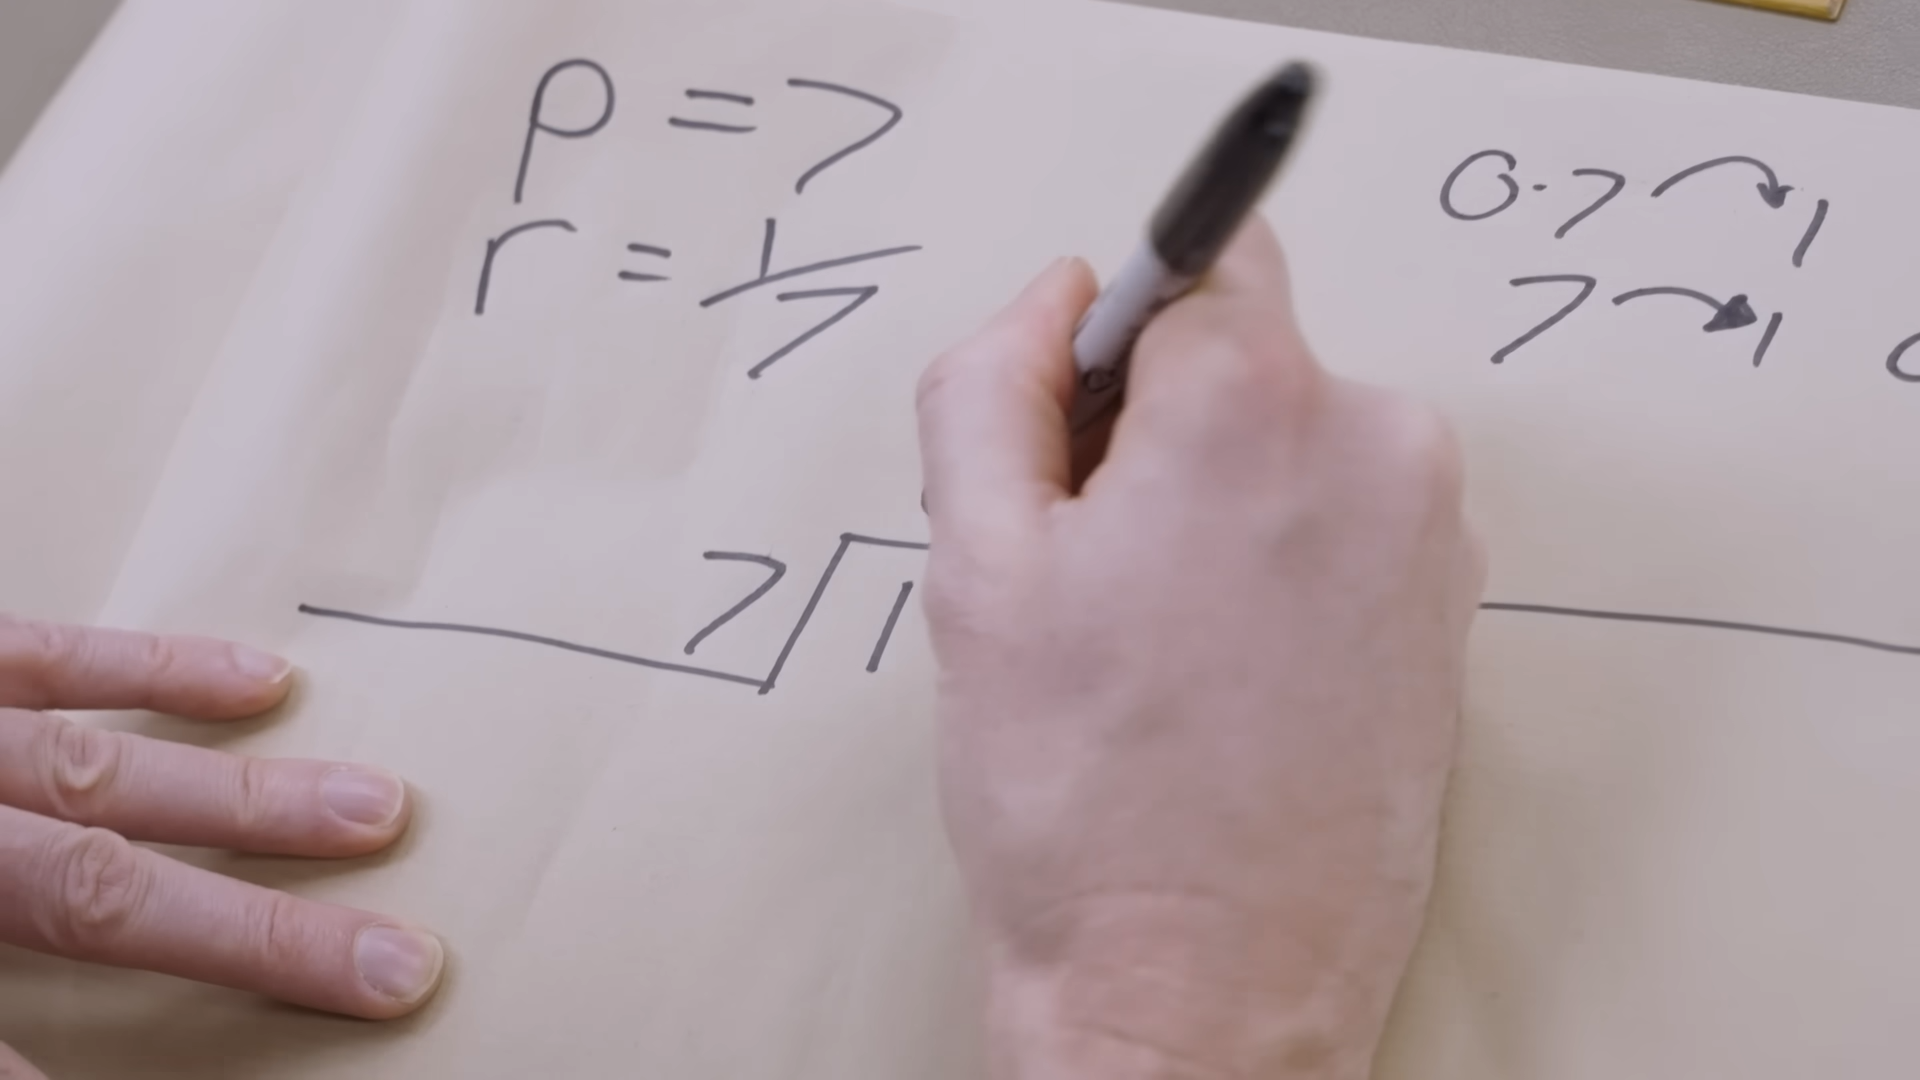 p = 7
r = 1/7
0.7 → 1
7 → 1
7 1